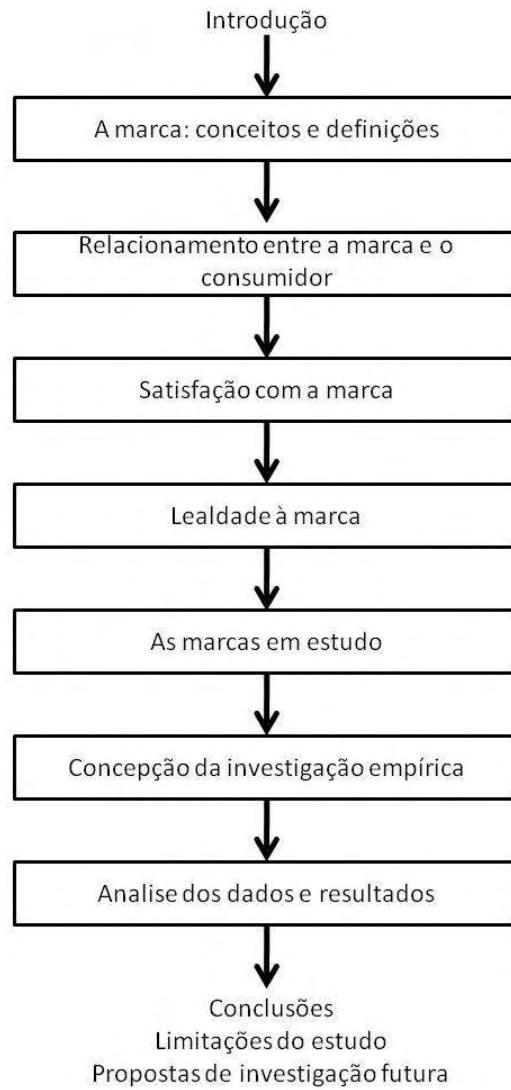 Introdução
A marca: conceitos e definições
Relacionamento entre a marca e o
consumidor
Satisfação com a marca
Lealdade à marca
As marcas em estudo
Concepção da investigação empírica
Analise dos dados e resultados
Conclusões
Limitações do estudo
Propostas de investigação futura